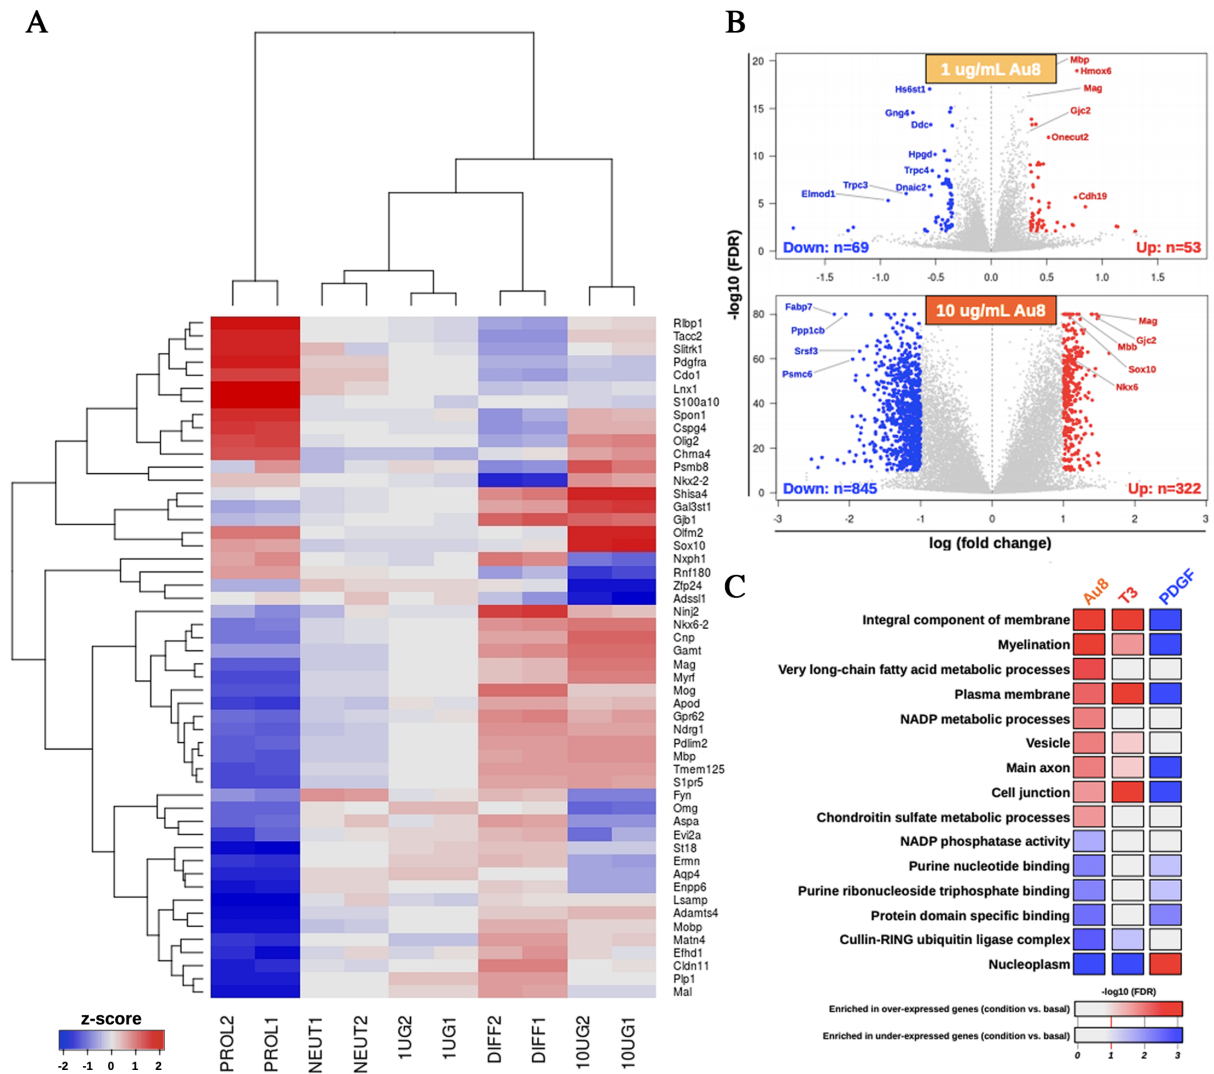 A
Rlbp1
Tacc2
Slitrk1
Pdgfra
Cdo1
Lnx1
S100a10
Spon1
Cspg4
Olig2
Chrna4
Psmb8
Nkx2-2
Shisa4
Gal3st1
Gjb1
Olfm2
Sox10
Nxph1
Rnf180
Zfp24
Adssl1
Ninj2
Nkx6-2
Cnp
Gamt
Mag
Myrf
Mog
Apod
Gpr62
Ndrg1
Pdlim2
Mbp
Tmem125
S1pr5
Fyn
Omg
Aspa
Evi2a
St18
Ermn
Aqp4
Enpp6
Lsamp
Adamts4
Mobp
Matn4
Efhd1
Cldn11
Plp1
Mal
PROL2 PROL1 NEUT1 NEUT2 1UG2 1UG1 DIFF2 DIFF1 10UG2 10UG1
z-score
-2 -1 0 1 2
B
1 ug/mL Au8
20
15
10
5
0
Mbp
Hmox6
Mag
Gjc2
Onecut2
Cdh19
Hs6st1
Gng4
Ddc
Hpgd
Trpc4
Trpc3
Dnaic2
Elmod1
Down: n=69
Up: n=53
-1.5 -1.0 -0.5 0.0 0.5 1.0 1.5
-log10 (FDR)
10 ug/mL Au8
80
60
40
20
0
Fabp7
Ppp1cb
Srsf3
Psmc6
Mag
Gjc2
Mbb
Sox10
Nkx6
Down: n=845
Up: n=322
-3 -2 -1 0 1 2 3
log (fold change)
C
Au8 T3 PDGF
Integral component of membrane
Myelination
Very long-chain fatty acid metabolic processes
Plasma membrane
NADP metabolic processes
Vesicle
Main axon
Cell junction
Chondroitin sulfate metabolic processes
NADP phosphatase activity
Purine nucleotide binding
Purine ribonucleoside triphosphate binding
Protein domain specific binding
Cullin-RING ubiquitin ligase complex
Nucleoplasm
-log10 (FDR)
Enriched in over-expressed genes (condition vs. basal)
Enriched in under-expressed genes (condition vs. basal)
0 1 2 3